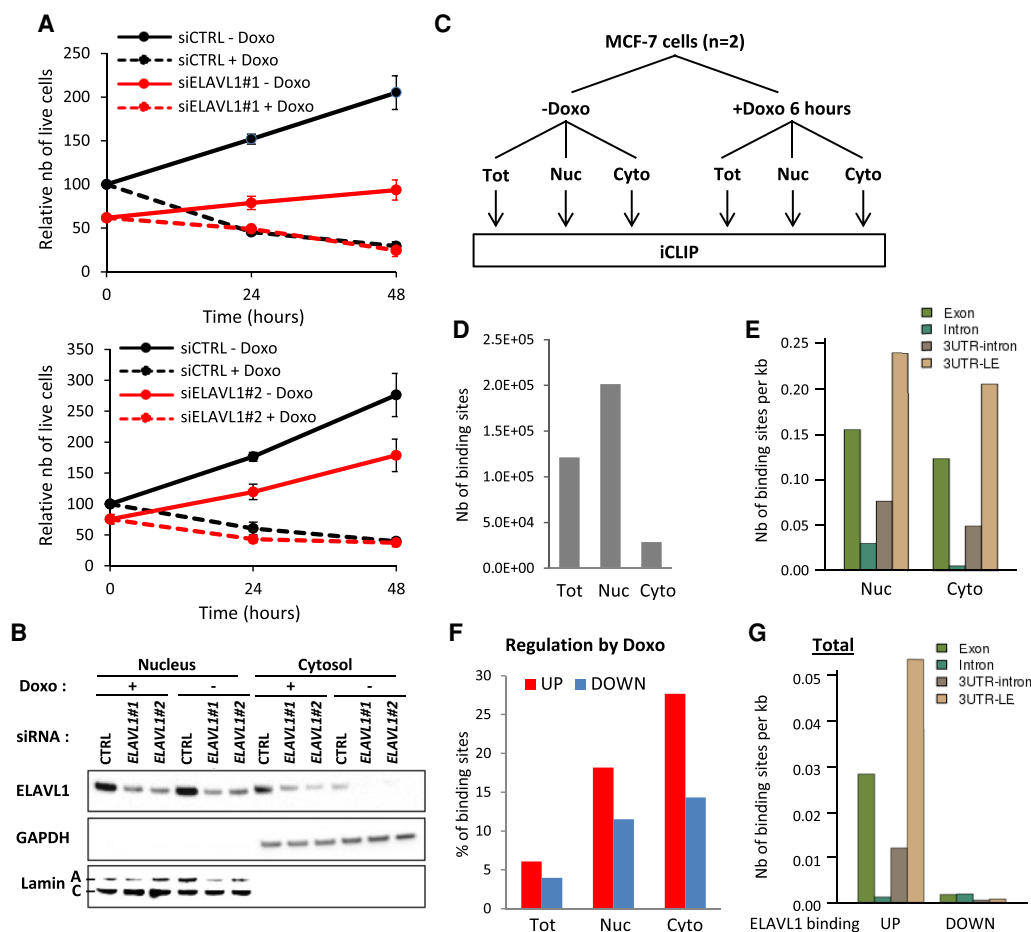 A
siCTRL - Doxo
siCTRL + Doxo
siELAVL1#1 - Doxo
siELAVL1#1 + Doxo
Relative nb of live cells
250
200
150
100
50
0
0 24 48
Time (hours)
siCTRL - Doxo
siCTRL + Doxo
siELAVL1#2 - Doxo
siELAVL1#2 + Doxo
Relative nb of live cells
350
300
250
200
150
100
50
0
0 24 48
Time (hours)
B
Nucleus Cytosol
Doxo : + - + -
siRNA : CTRL ELAVL1#1 ELAVL1#2 CTRL ELAVL1#1 ELAVL1#2 CTRL ELAVL1#1 ELAVL1#2 CTRL ELAVL1#1 ELAVL1#2
ELAVL1
GAPDH
Lamin A
C
C
MCF-7 cells (n=2)
-Doxo +Doxo 6 hours
Tot Nuc Cyto Tot Nuc Cyto
iCLIP
D
Nb of binding sites
2.5E+05
2.0E+05
1.5E+05
1.0E+05
5.0E+04
0.0E+00
Tot Nuc Cyto
E
Exon
Intron
3UTR-intron
3UTR-LE
Nb of binding sites per kb
0.25
0.20
0.15
0.10
0.05
0.00
Nuc Cyto
F
Regulation by Doxo
UP DOWN
% of binding sites
30
25
20
15
10
5
0
Tot Nuc Cyto
G
Total
Exon
Intron
3UTR-intron
3UTR-LE
Nb of binding sites per kb
0.05
0.04
0.03
0.02
0.01
0.00
ELAVL1 binding UP DOWN